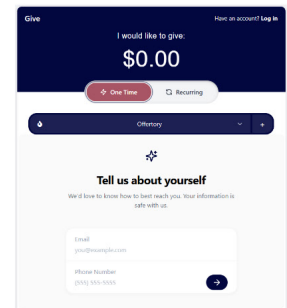 Give
Have an account? Log in
I would like to give:
$0.00
One Time
Recurring
Offertory
+
Tell us about yourself
We'd love to know how to best reach you. Your information is
safe with us.
Email
you@example.com
Phone Number
(555) 555-5555